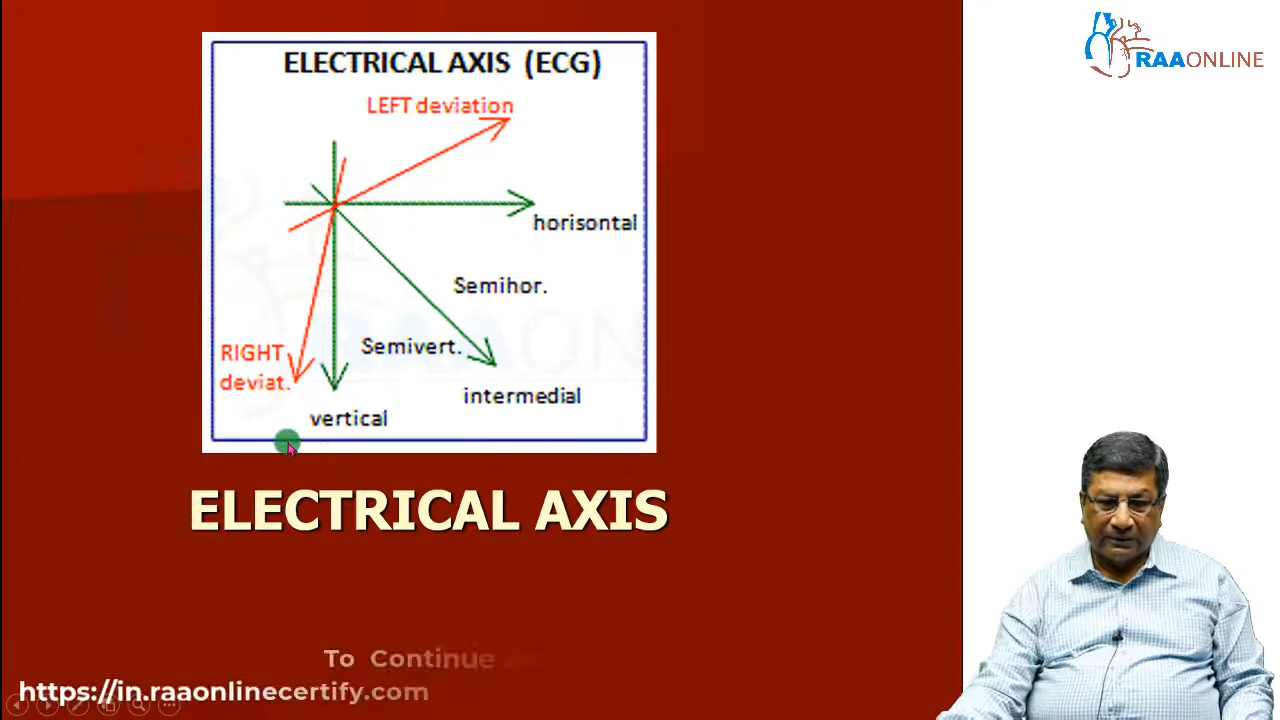 ELECTRICAL AXIS (ECG)
LEFT deviation
horisontal
Semihor.
Semivert.
RIGHT
deviat.
intermedial
vertical
ELECTRICAL AXIS
To Continue
https://in.raaonlinecertify.com
RAAONLINE